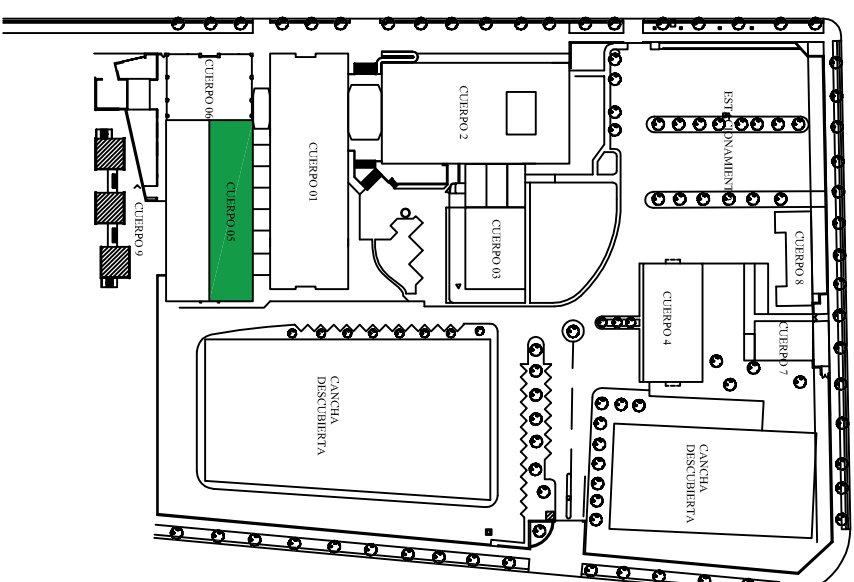 CUERPO 06
CUERPO 05
CUERPO 01
CUERPO 2
CUERPO 03
ESTACIONAMIENT
CUERPO 9
CUERPO 8
CUERPO 4
CUERPO 7
CANCHA
DESCUBIERTA
CANCHA
DESCUBIERTA